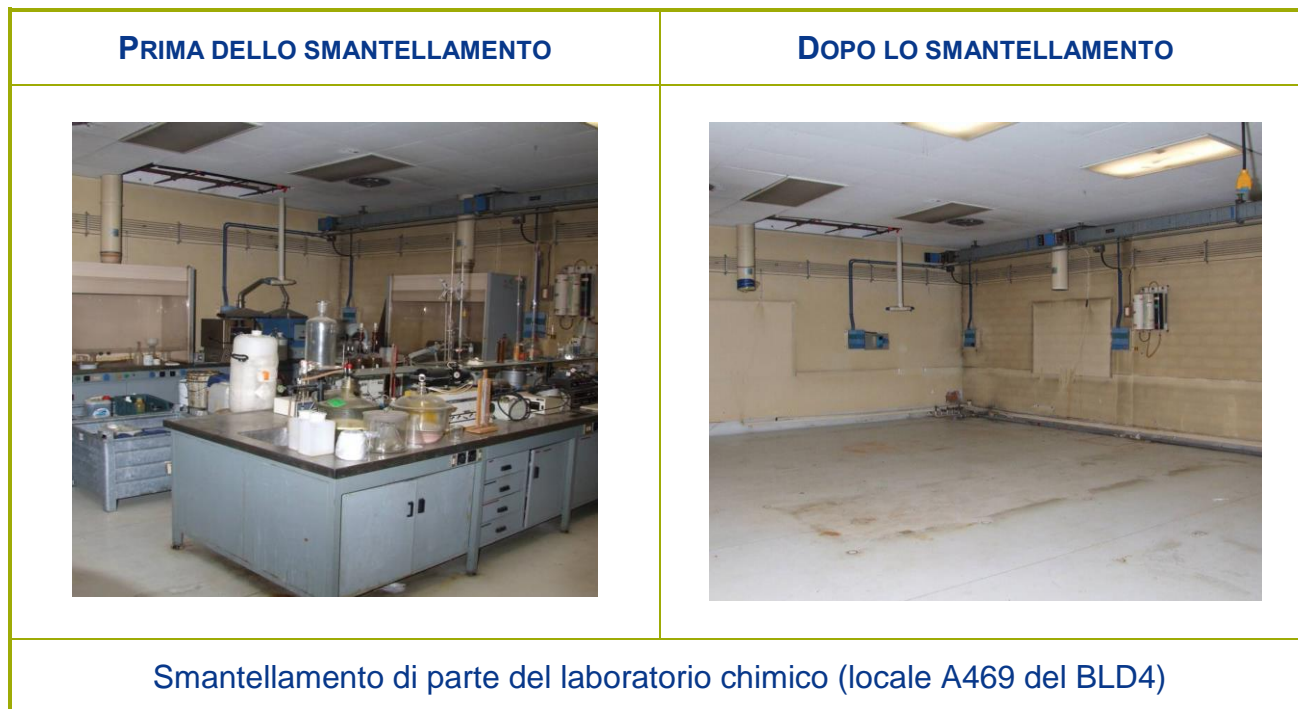 PRIMA DELLO SMANTELLAMENTO
DOPO LO SMANTELLAMENTO
Smantellamento di parte del laboratorio chimico (locale A469 del BLD4)